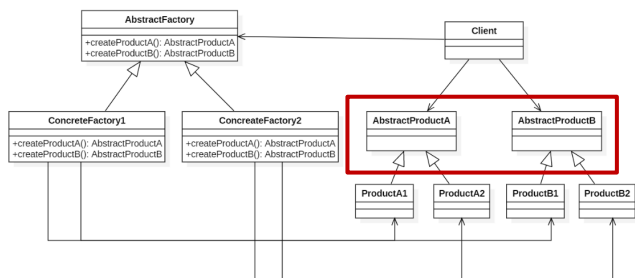 AbstractFactory
+createProductA(): AbstractProductA
+createProductB(): AbstractProductB
Client
ConcreteFactory1
+createProductA(): AbstractProductA
+createProductB(): AbstractProductB
ConcreateFactory2
+createProductA(): AbstractProductA
+createProductB(): AbstractProductB
AbstractProductA
AbstractProductB
ProductA1
ProductA2
ProductB1
ProductB2